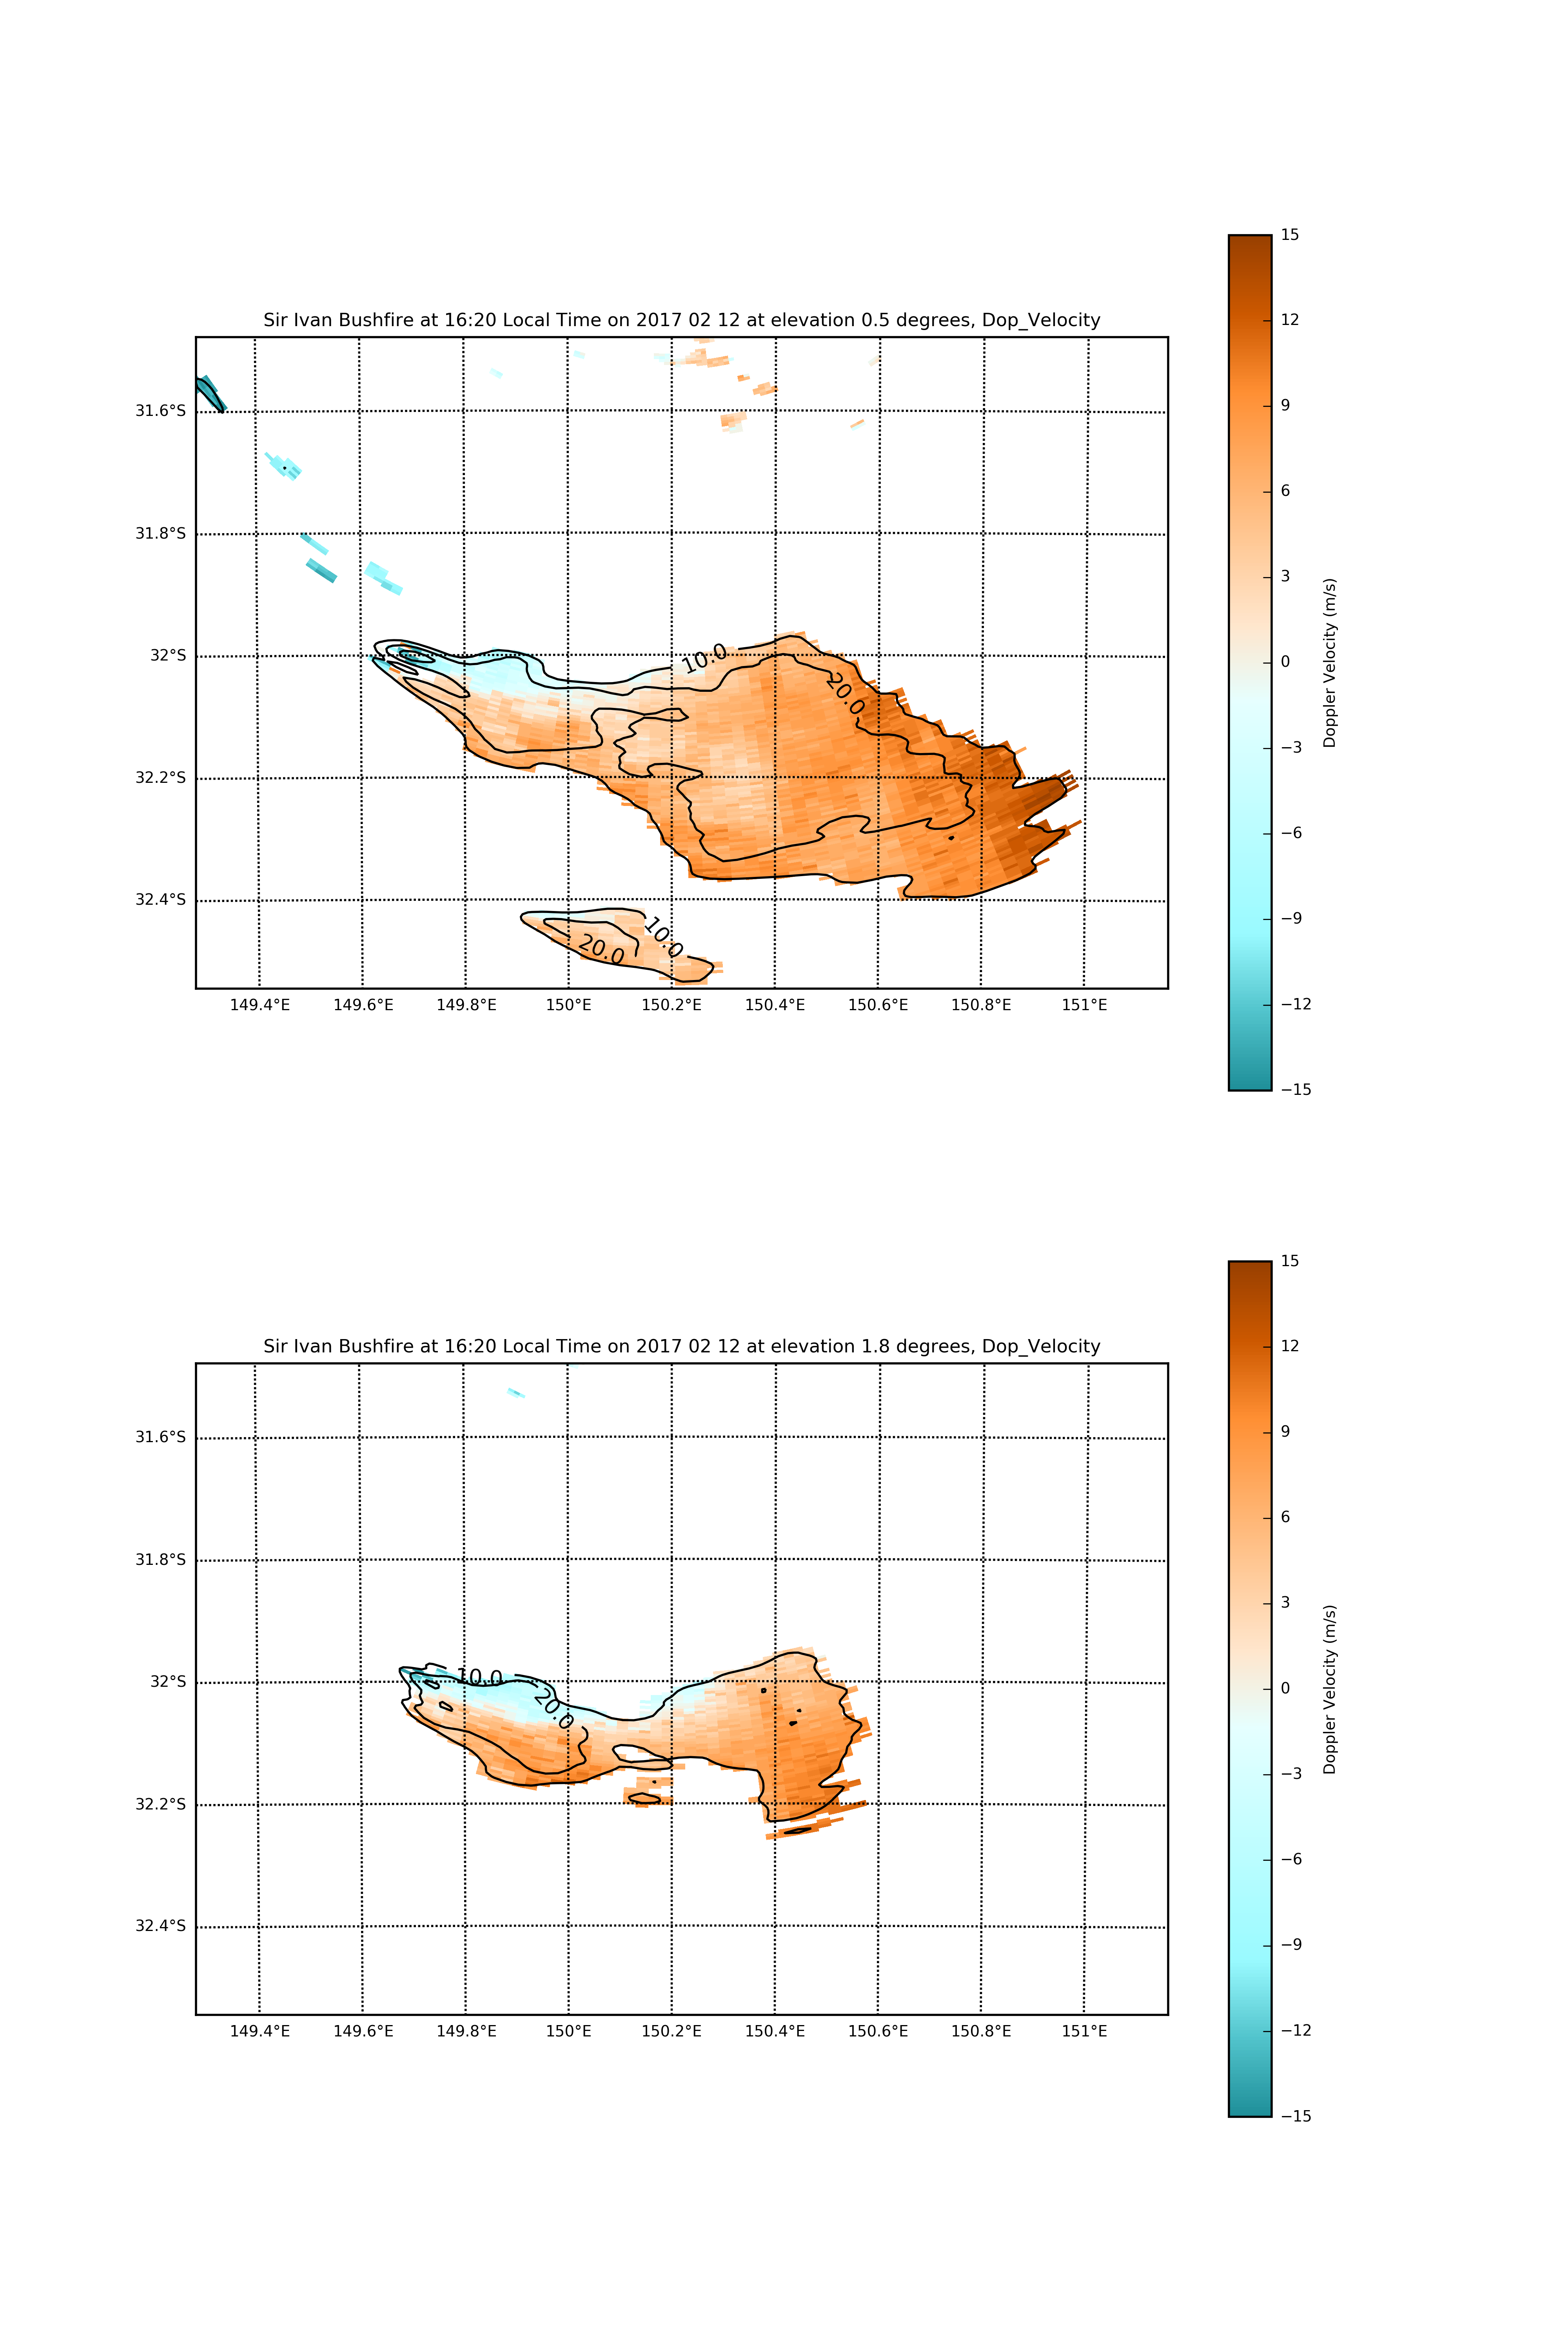 Sir Ivan Bushfire at 16:20 Local Time on 2017 02 12 at elevation 0.5 degrees, Dop_Velocity
31.6°S
31.8°S
32°S
32.2°S
32.4°S
10.0
20.0
10.0
20.0
149.4°E 149.6°E 149.8°E 150°E 150.2°E 150.4°E 150.6°E 150.8°E 151°E
15
12
9
6
3
0
−3
−6
−9
−12
−15
Doppler Velocity (m/s)
Sir Ivan Bushfire at 16:20 Local Time on 2017 02 12 at elevation 1.8 degrees, Dop_Velocity
31.6°S
31.8°S
32°S
32.2°S
32.4°S
10.0
20.0
149.4°E 149.6°E 149.8°E 150°E 150.2°E 150.4°E 150.6°E 150.8°E 151°E
15
12
9
6
3
0
−3
−6
−9
−12
−15
Doppler Velocity (m/s)